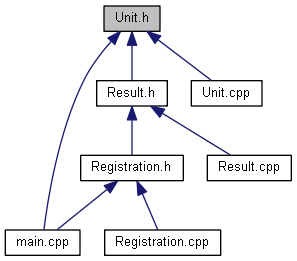 Unit.h
Result.h
Unit.cpp
Registration.h
Result.cpp
main.cpp
Registration.cpp